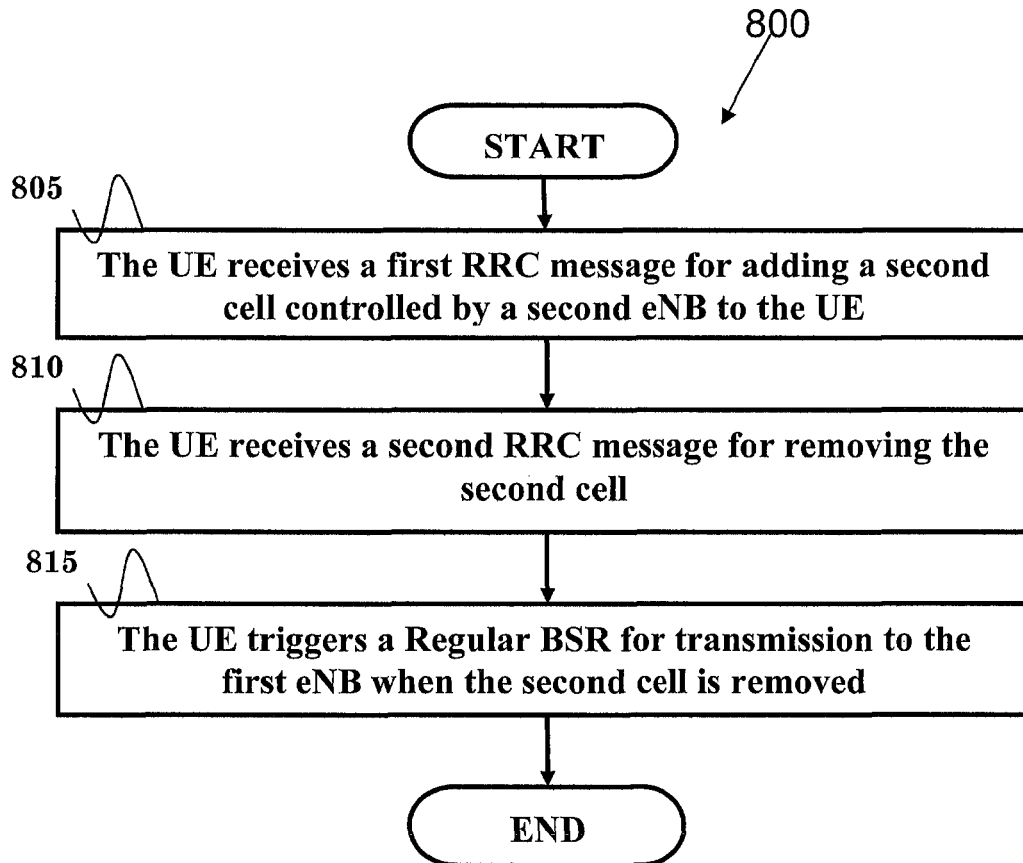 800
START
805
The UE receives a first RRC message for adding a second
cell controlled by a second eNB to the UE
810
The UE receives a second RRC message for removing the
second cell
815
The UE triggers a Regular BSR for transmission to the
first eNB when the second cell is removed
END